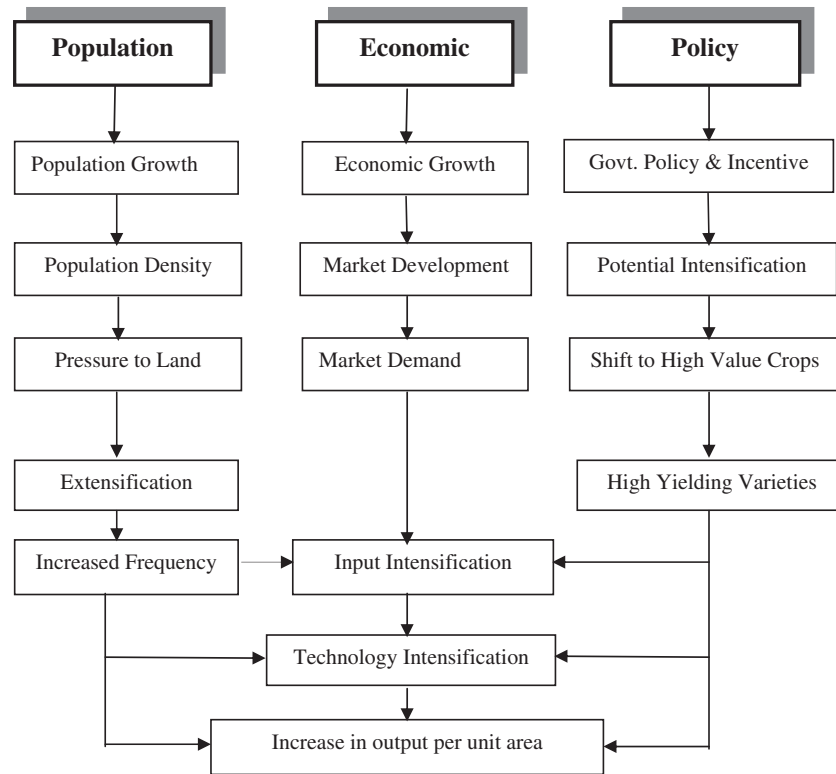 Population
Economic
Policy
Population Growth
Economic Growth
Govt. Policy & Incentive
Population Density
Market Development
Potential Intensification
Pressure to Land
Market Demand
Shift to High Value Crops
Extensification
High Yielding Varieties
Increased Frequency
Input Intensification
Technology Intensification
Increase in output per unit area